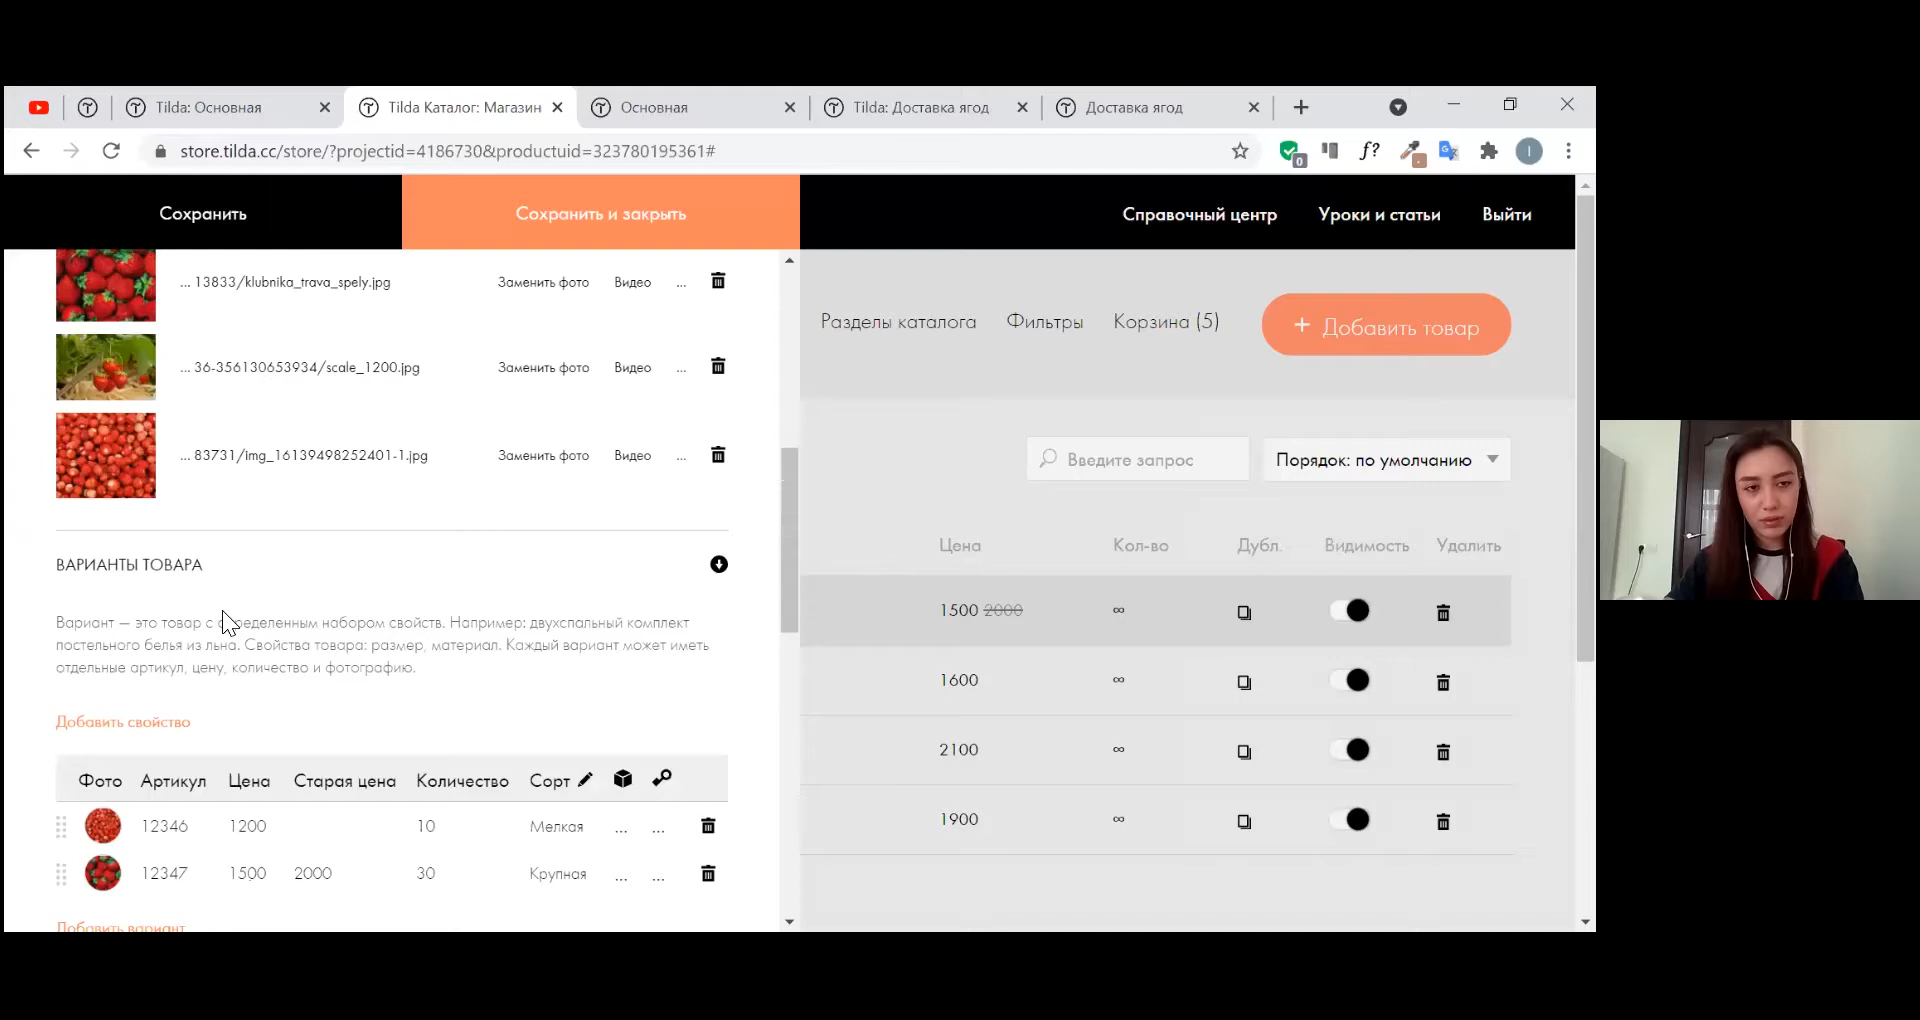 Tilda: Основная
Tilda Каталог: Магазин
Основная
Tilda: Доставка ягод
Доставка ягод
store.tilda.cc/store/?projectid=4186730&productuid=323780195361#
0
f?
I
Сохранить
Сохранить и закрыть
Справочный центр
Уроки и статьи
Выйти
... 13833/klubnika_trava_spely.jpg
Заменить фото
Видео
...
... 36-356130653934/scale_1200.jpg
Заменить фото
Видео
...
... 83731/img_16139498252401-1.jpg
Заменить фото
Видео
...
Разделы каталога
Фильтры
Корзина (5)
+ Добавить товар
Введите запрос
Порядок: по умолчанию
ВАРИАНТЫ ТОВАРА
Вариант — это товар с определенным набором свойств. Например: двухспальный комплект
постельного белья из льна. Свойства товара: размер, материал. Каждый вариант может иметь
отдельные артикул, цену, количество и фотографию.
Добавить свойство
Фото Артикул Цена Старая цена Количество Сорт
12346 1200 10 Мелкая ... ...
12347 1500 2000 30 Крупная ... ...
Добавить вариант
Цена Кол-во Дубл. Видимость Удалить
1500 2000 ∞
1600 ∞
2100 ∞
1900 ∞